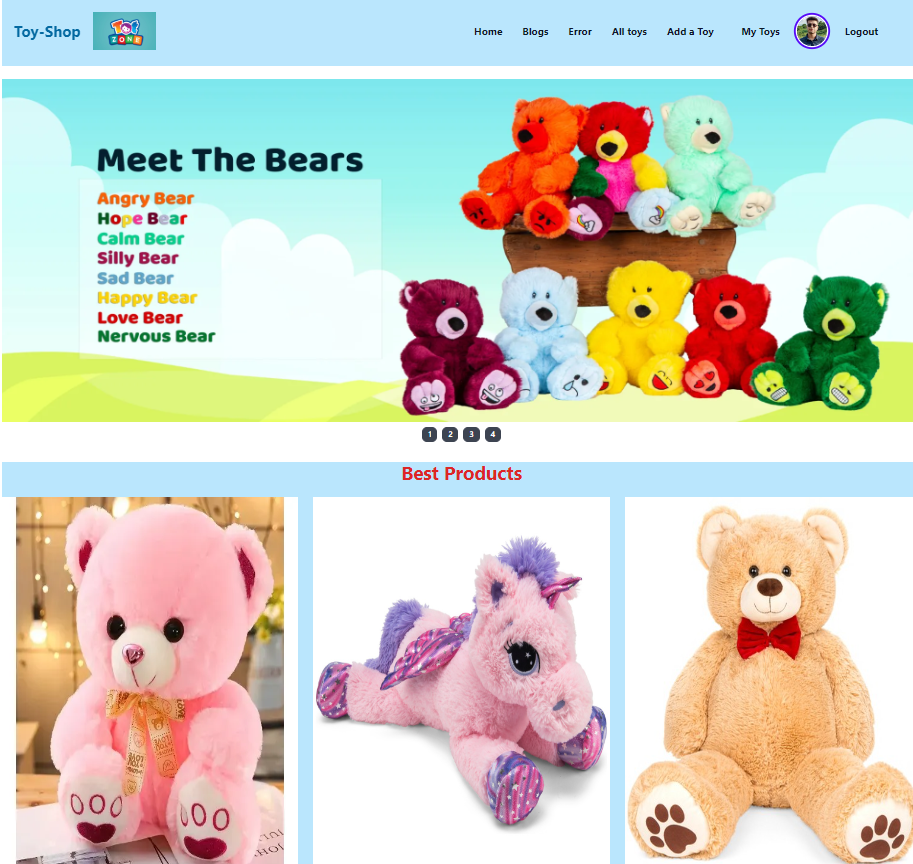 Toy-Shop
Toy
ZONE
Home
Blogs
Error
All toys
Add a Toy
My Toys
Logout
Meet The Bears
Angry Bear
Hope Bear
Calm Bear
Silly Bear
Sad Bear
Happy Bear
Love Bear
Nervous Bear
1
2
3
4
Best Products